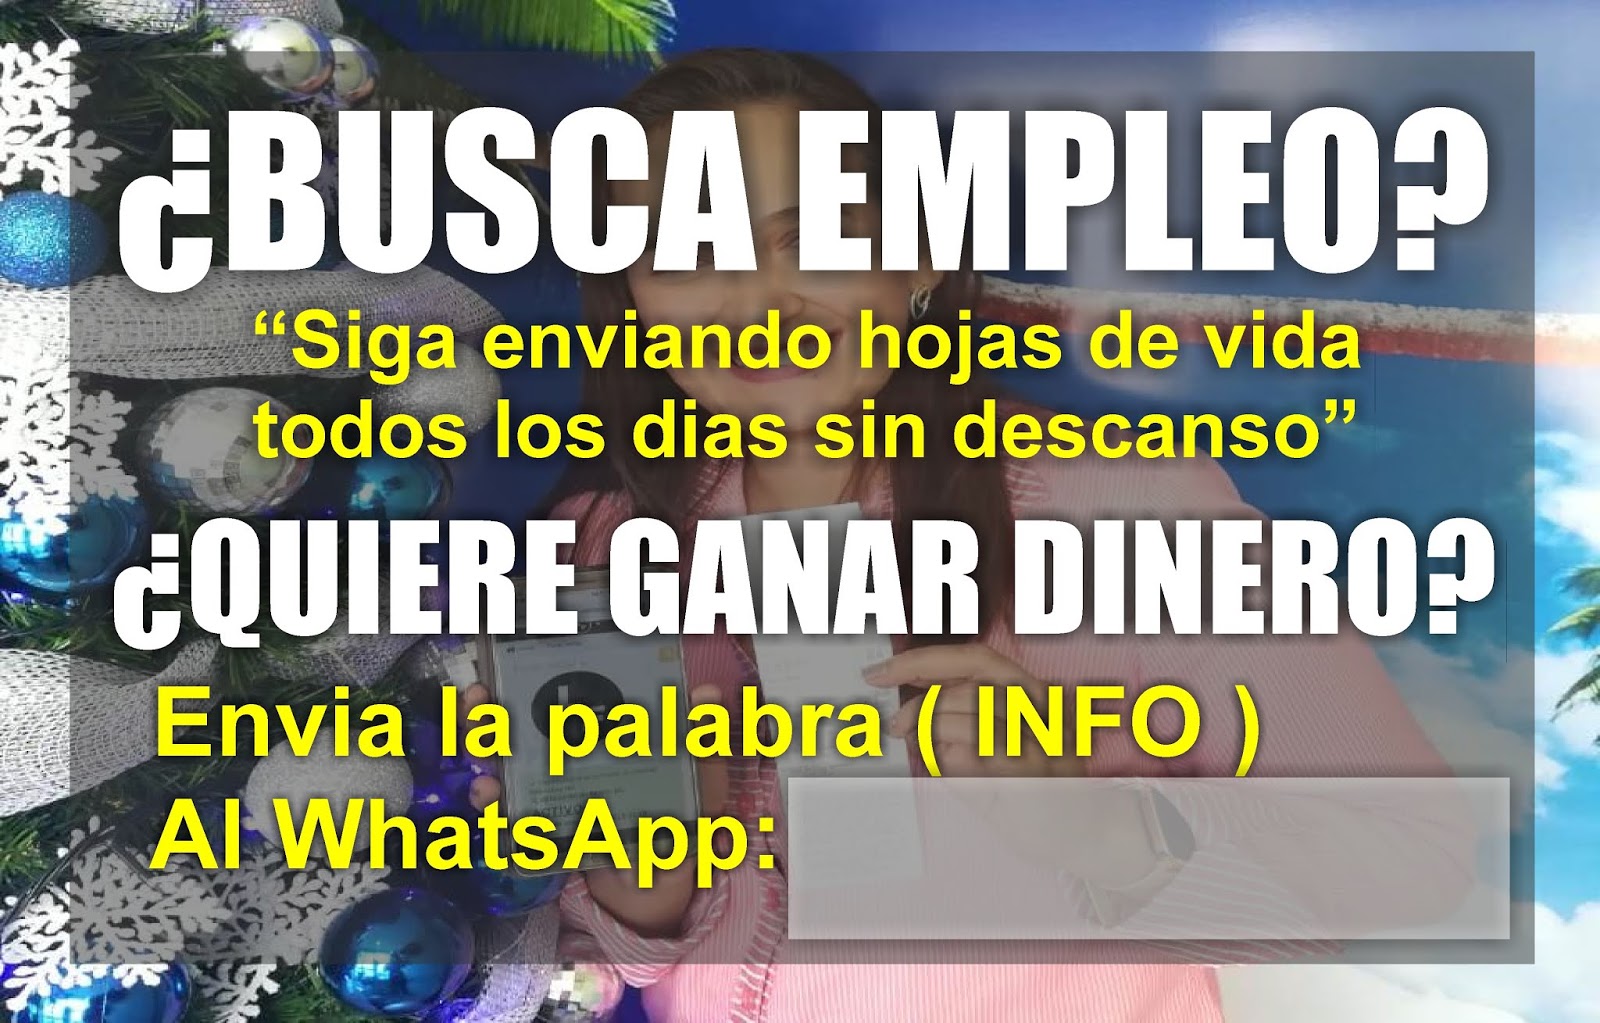 ¿BUSCA EMPLEO?
“Siga enviando hojas de vida
todos los dias sin descanso”
¿QUIERE GANAR DINERO?
Envia la palabra ( INFO )
Al WhatsApp: